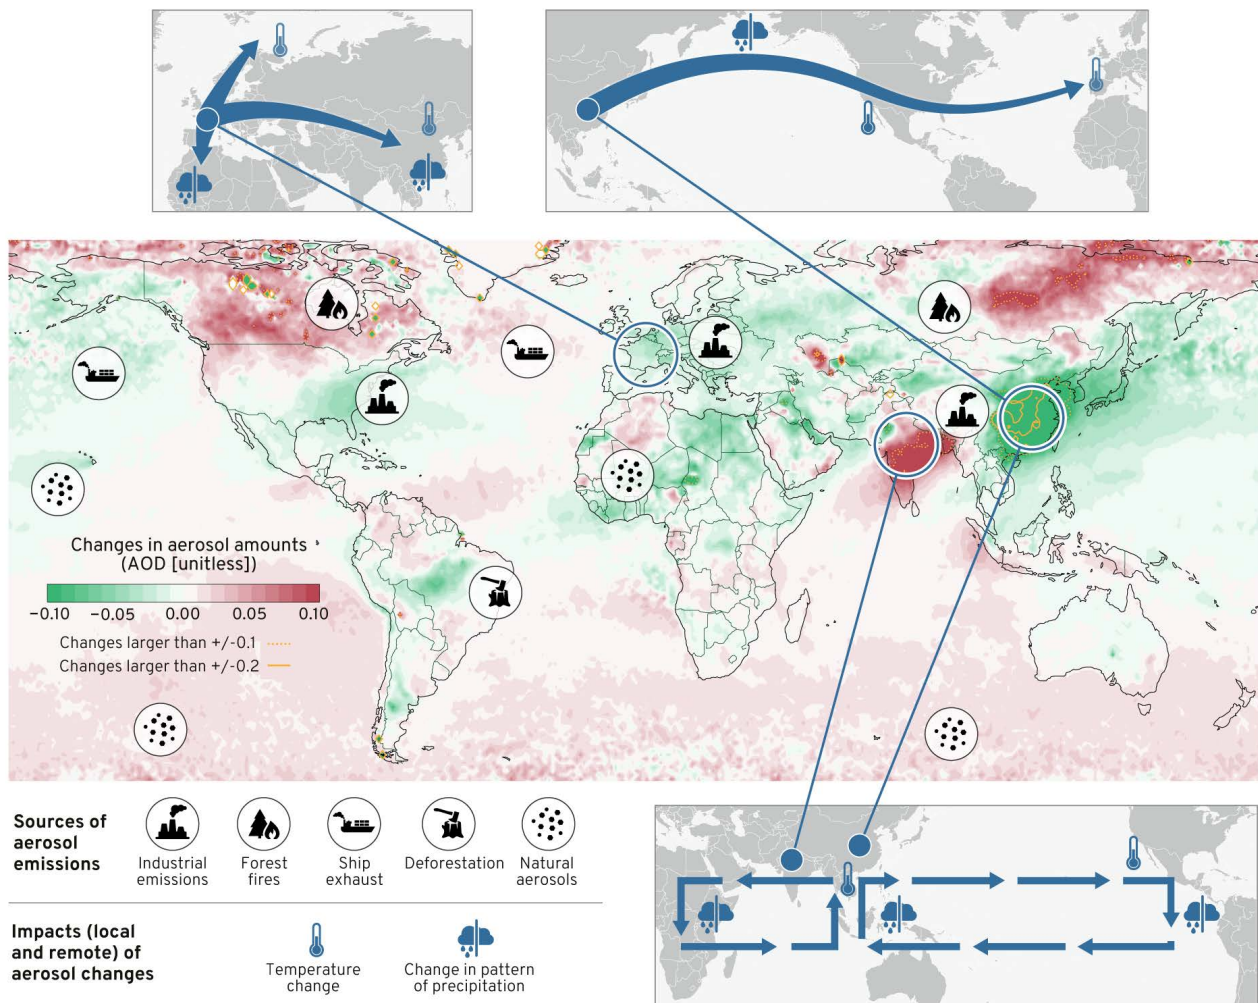 Changes in aerosol amounts
(AOD [unitless])
−0.10 −0.05 0.00 0.05 0.10
Changes larger than +/-0.1
Changes larger than +/-0.2
Sources of
aerosol
emissions
Industrial
emissions
Forest
fires
Ship
exhaust
Deforestation
Natural
aerosols
Impacts (local
and remote) of
aerosol changes
Temperature
change
Change in pattern
of precipitation